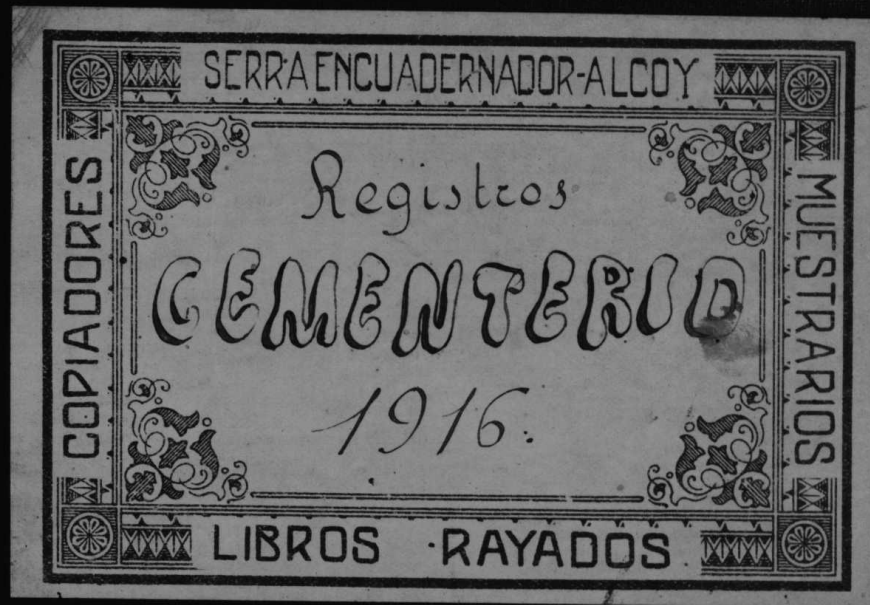 SERRA ENCUADERNADOR-ALCOY
COPIADORES
Registros
CEMENTERIO
1916.
MUESTRARIOS
LIBROS RAYADOS